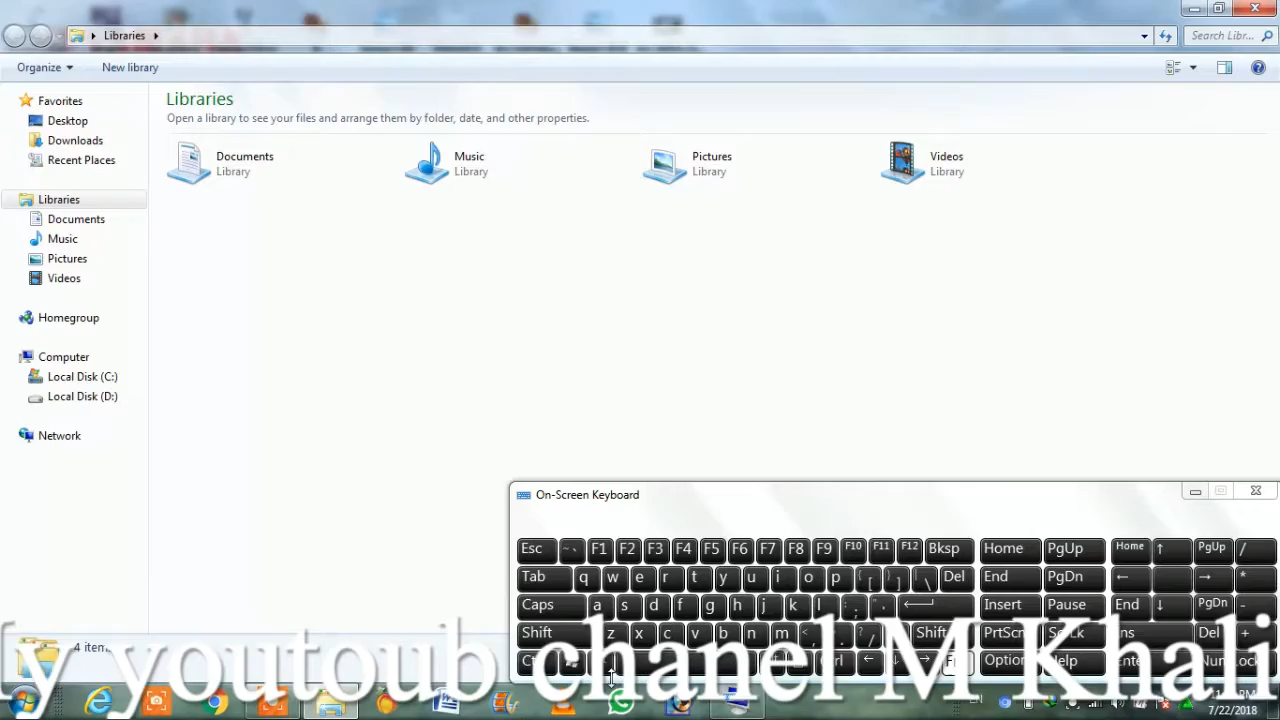 Libraries
Search Libr...
Organize
New library
Favorites
Desktop
Downloads
Recent Places
Libraries
Documents
Music
Pictures
Videos
Homegroup
Computer
Local Disk (C:)
Local Disk (D:)
Network
Libraries
Open a library to see your files and arrange them by folder, date, and other properties.
Documents
Library
Music
Library
Pictures
Library
Videos
Library
On-Screen Keyboard
Esc ~ ` F1 F2 F3 F4 F5 F6 F7 F8 F9 F10 F11 F12 Bksp Home PgUp Home ↑ PgUp /
Tab q w e r t y u i o p { [ } ] | \ Del End PgDn ← → *
Caps a s d f g h j k l : ; " ' Insert Pause End ↓ PgDn -
Shift z x c v b n m < . ? / Shift PrtScn ScrLck Ins Del +
4 items
y youtoub chanel M Khali
7/22/2018